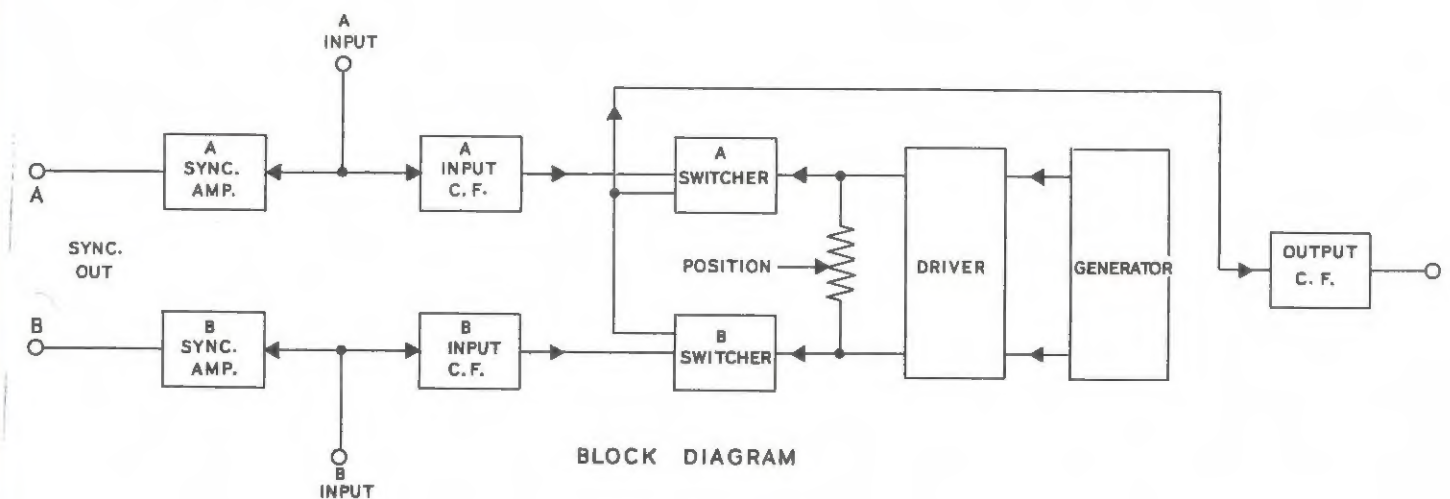 A
INPUT
A
SYNC.
AMP.
A
INPUT
C. F.
A
SWITCHER
A
SYNC.
OUT
POSITION
DRIVER
GENERATOR
OUTPUT
C. F.
B
B
SYNC.
AMP.
B
INPUT
C. F.
B
SWITCHER
B
INPUT
BLOCK DIAGRAM